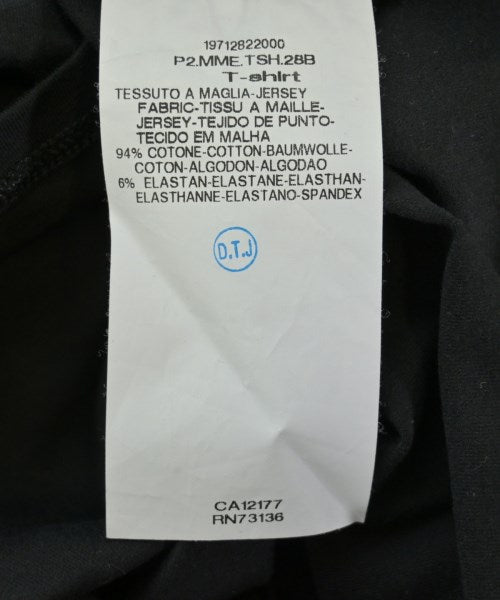 19712822000
P2.MME.TSH.28B
T-shirt
TESSUTO A MAGLIA-JERSEY
FABRIC-TISSU A MAILLE-
JERSEY-TEJIDO DE PUNTO-
TECIDO EM MALHA
94% COTONE-COTTON-BAUMWOLLE-
COTON-ALGODON-ALGODAO
6% ELASTAN-ELASTANE-ELASTHAN-
ELASTHANNE-ELASTANO-SPANDEX
D.T.J
CA12177
RN73136